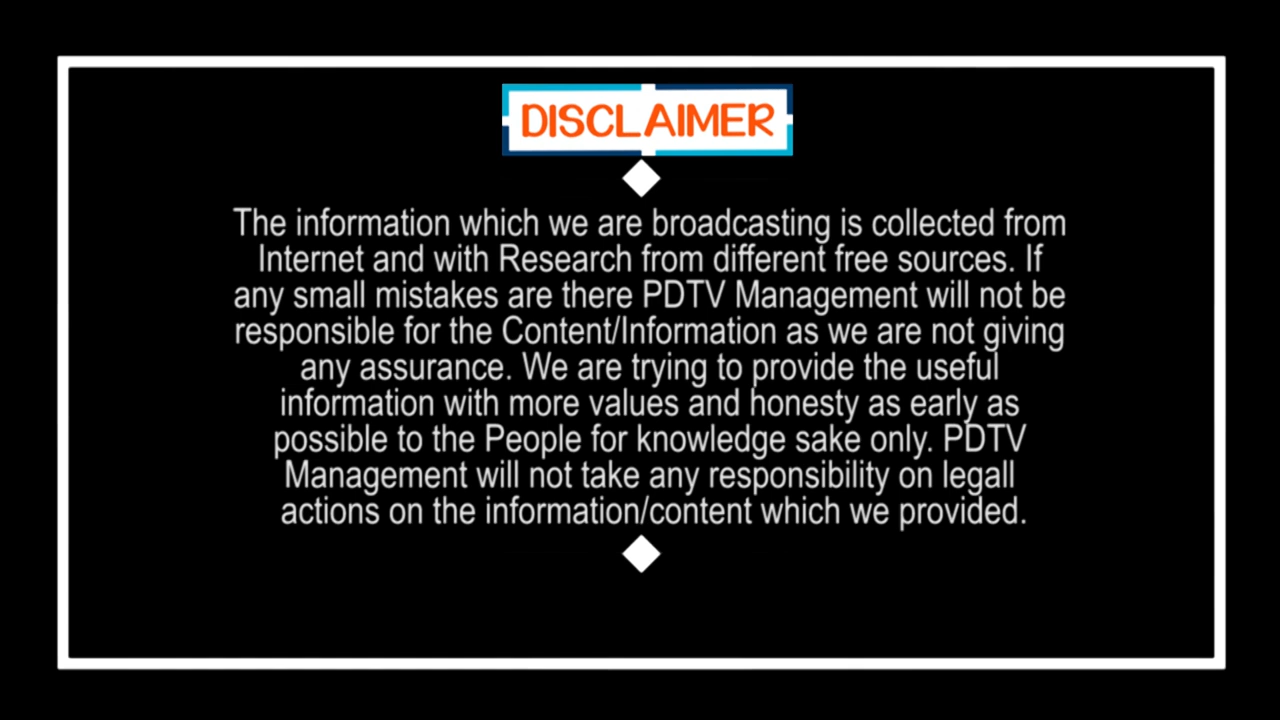 DISCLAIMER
The information which we are broadcasting is collected from
Internet and with Research from different free sources. If
any small mistakes are there PDTV Management will not be
responsible for the Content/Information as we are not giving
any assurance. We are trying to provide the useful
information with more values and honesty as early as
possible to the People for knowledge sake only. PDTV
Management will not take any responsibility on legall
actions on the information/content which we provided.